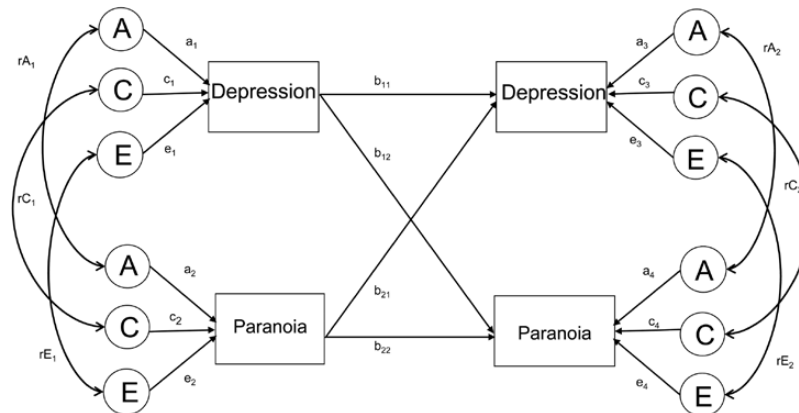 A
a₁
rA₁
C
c₁
Depression
E
e₁
b₁₁
b₁₂
Depression
a₃
A
rA₂
c₃
C
e₃
E
rC₁
rC₂
A
a₂
C
c₂
Paranoia
rE₁
E
e₂
b₂₁
b₂₂
Paranoia
a₄
A
c₄
C
rE₂
e₄
E